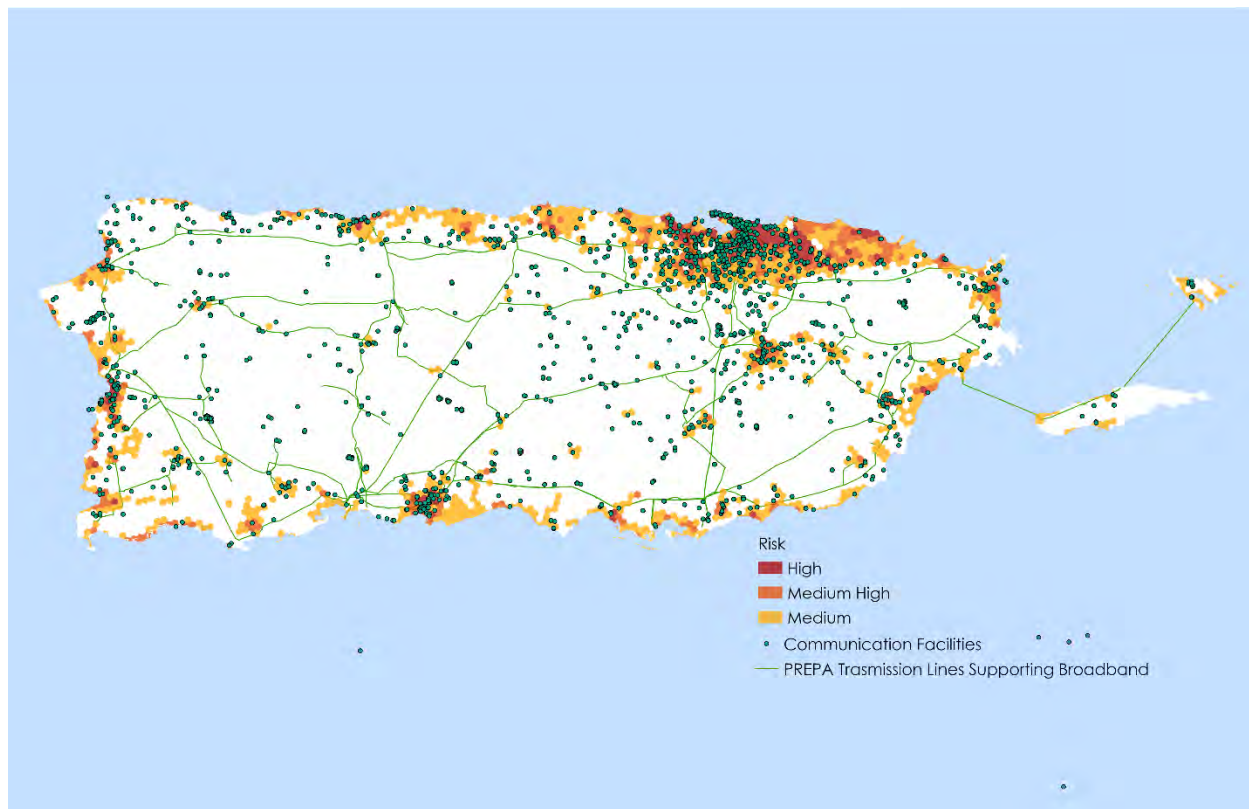 Risk
High
Medium High
Medium
Communication Facilities
PREPA Trasmission Lines Supporting Broadband